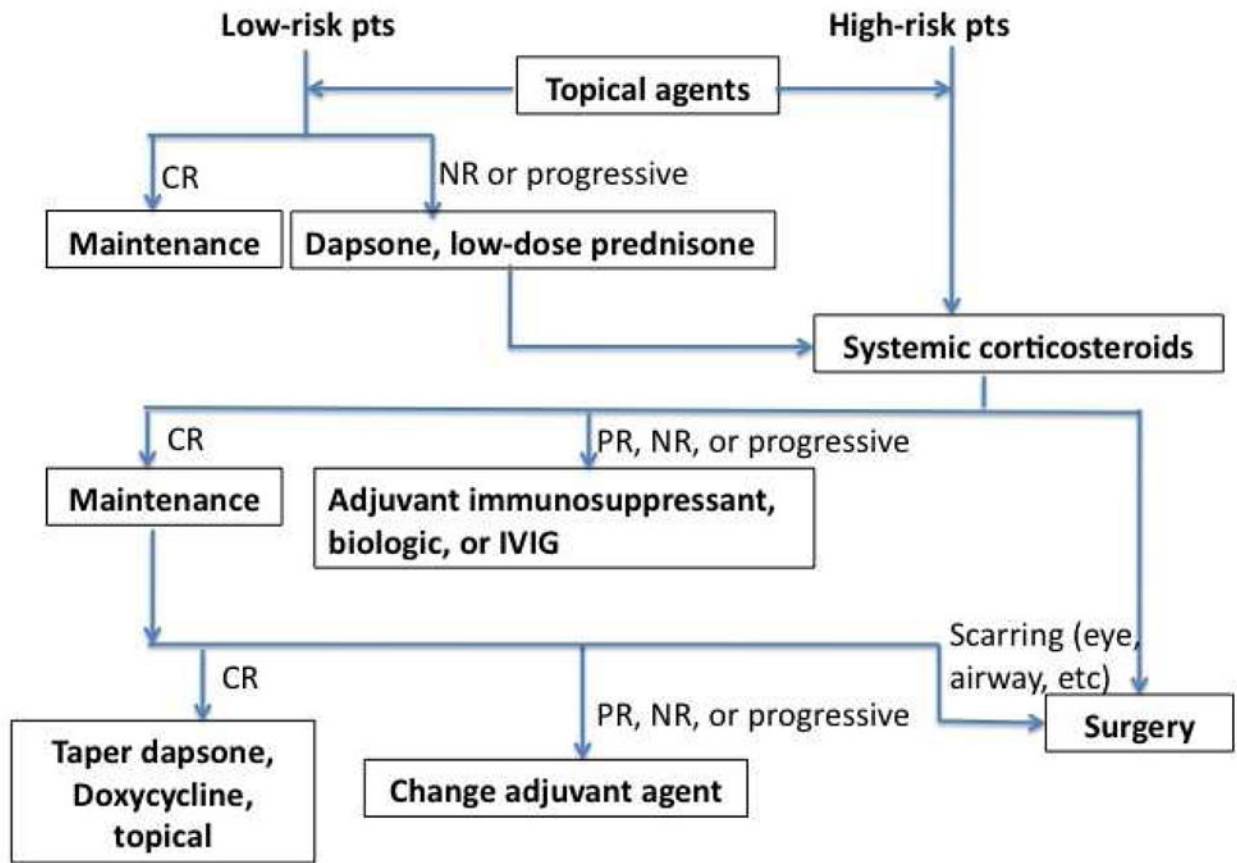 Low-risk pts
High-risk pts
Topical agents
CR
NR or progressive
Maintenance
Dapsone, low-dose prednisone
Systemic corticosteroids
CR
PR, NR, or progressive
Maintenance
Adjuvant immunosuppressant,
biologic, or IVIG
Scarring (eye,
airway, etc)
CR
PR, NR, or progressive
Surgery
Taper dapsone,
Doxycycline,
topical
Change adjuvant agent